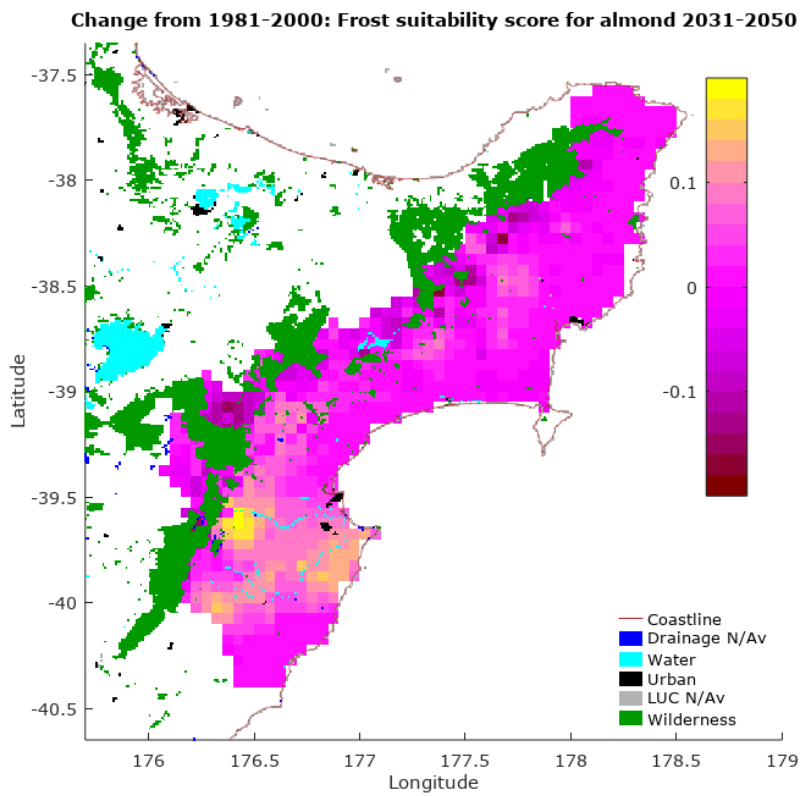 Change from 1981-2000: Frost suitability score for almond 2031-2050
-37.5
-38
-38.5
-39
-39.5
-40
-40.5
Latitude
176
176.5
177
177.5
178
178.5
179
Longitude
0.1
0
-0.1
Coastline
Drainage N/Av
Water
Urban
LUC N/Av
Wilderness